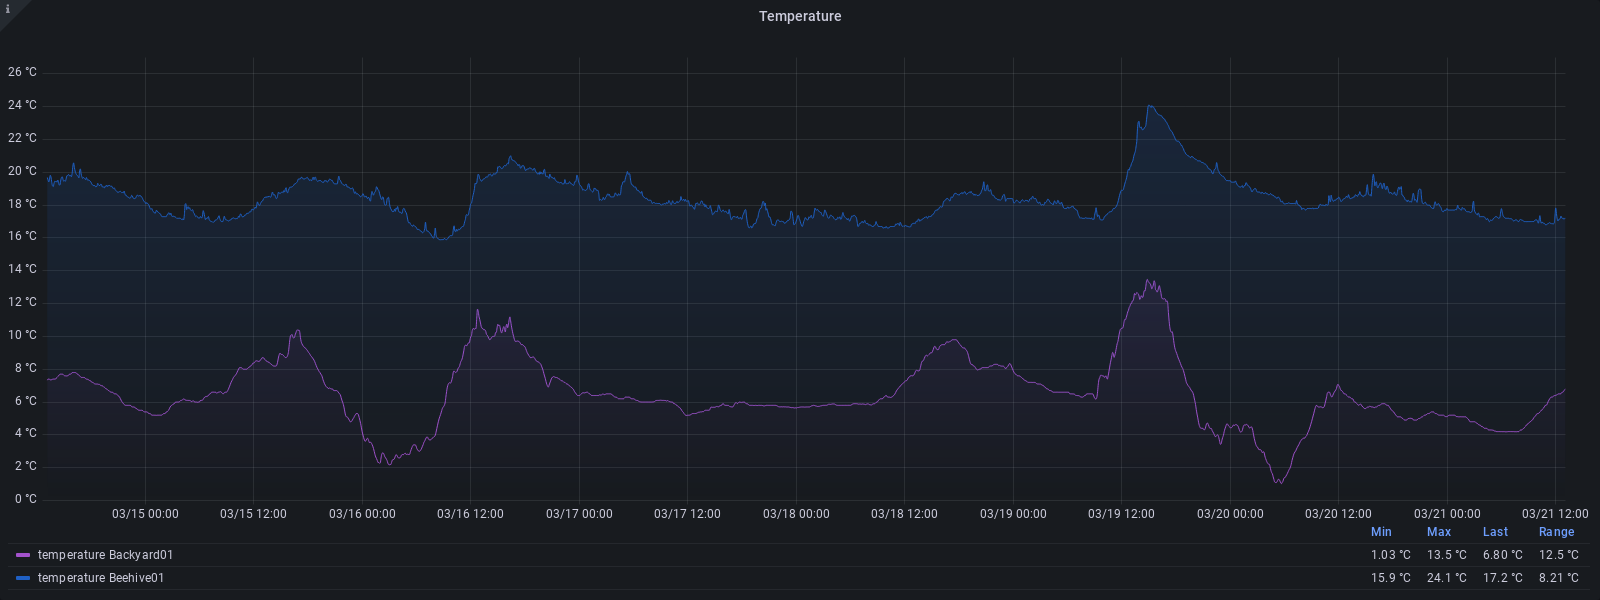 i
Temperature
26 °C
24 °C
22 °C
20 °C
18 °C
16 °C
14 °C
12 °C
10 °C
8 °C
6 °C
4 °C
2 °C
0 °C
03/15 00:00 03/15 12:00 03/16 00:00 03/16 12:00 03/17 00:00 03/17 12:00 03/18 00:00 03/18 12:00 03/19 00:00 03/19 12:00 03/20 00:00 03/20 12:00 03/21 00:00 03/21 12:00
Min Max Last Range
temperature Backyard01 1.03 °C 13.5 °C 6.80 °C 12.5 °C
temperature Beehive01 15.9 °C 24.1 °C 17.2 °C 8.21 °C